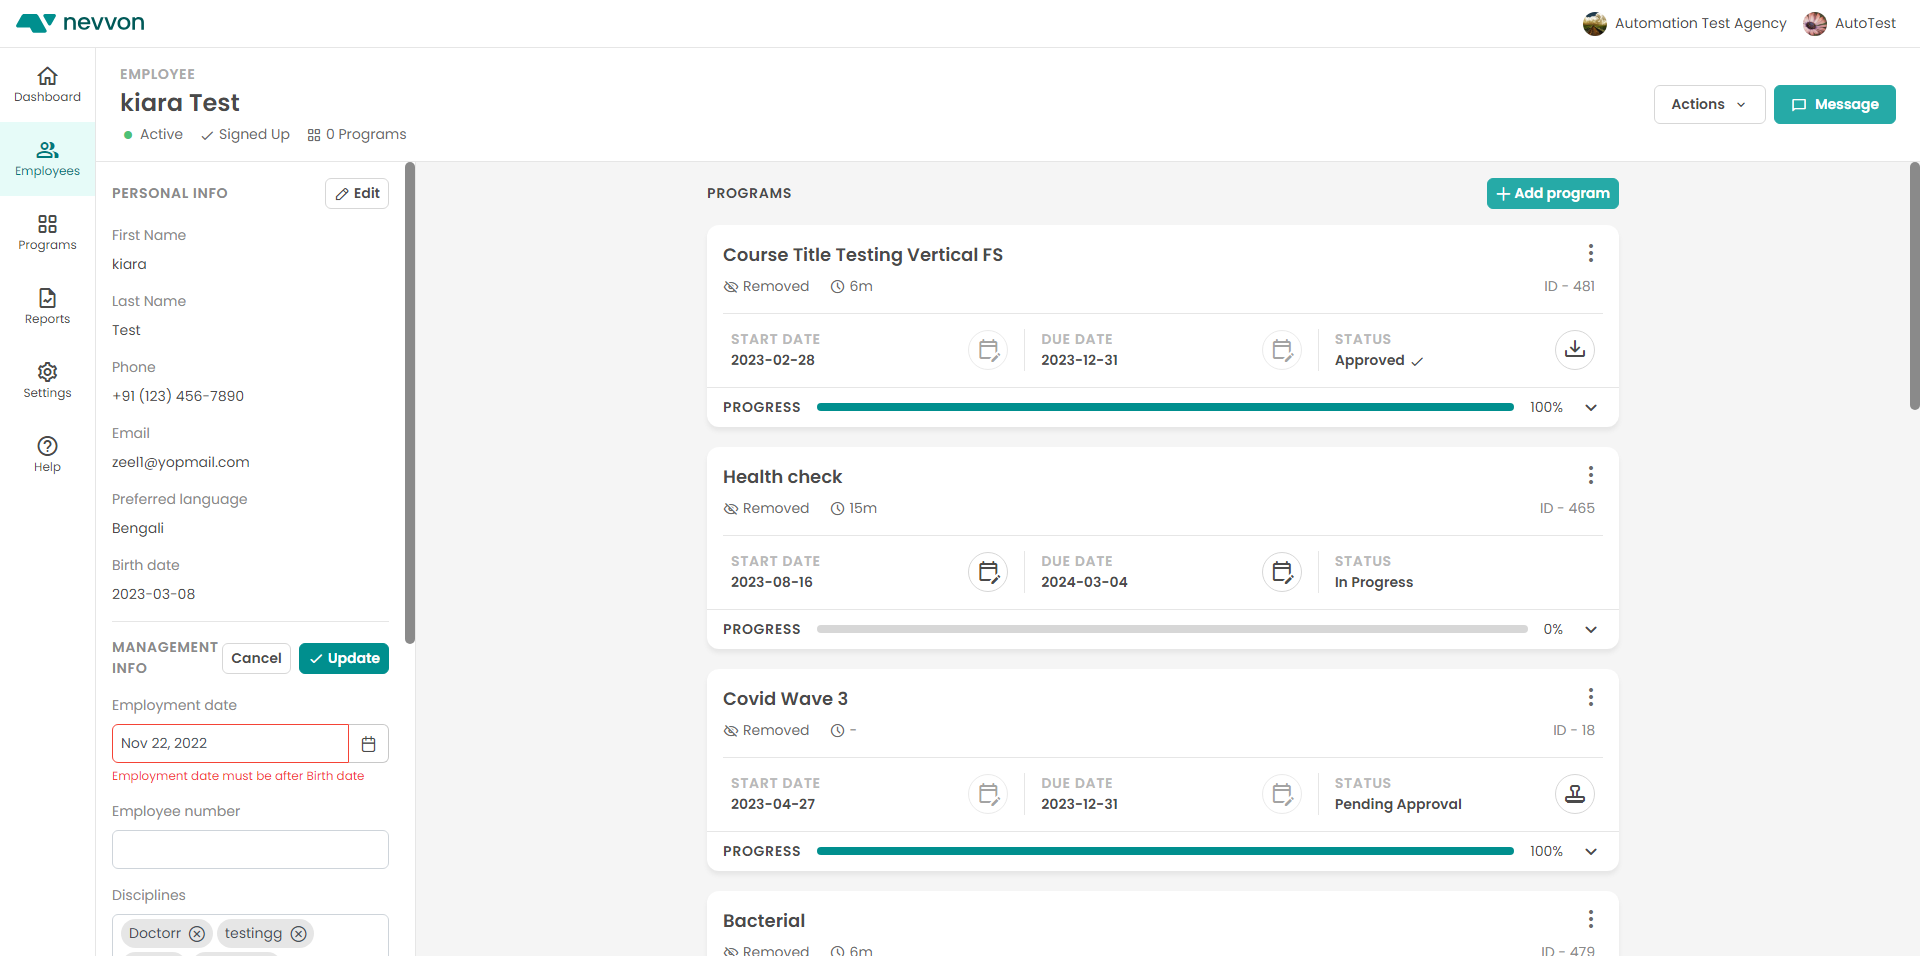 nevvon
Automation Test Agency
AutoTest
Dashboard
Employees
Programs
Reports
Settings
Help
EMPLOYEE
kiara Test
Active
Signed Up
0 Programs
Actions
Message
PERSONAL INFO
Edit
First Name
kiara
Last Name
Test
Phone
+91 (123) 456-7890
Email
zeel1@yopmail.com
Preferred language
Bengali
Birth date
2023-03-08
MANAGEMENT
INFO
Cancel
Update
Employment date
Nov 22, 2022
Employment date must be after Birth date
Employee number
Disciplines
Doctorr
testingg
PROGRAMS
Add program
Course Title Testing Vertical FS
Removed
6m
ID - 481
START DATE
2023-02-28
DUE DATE
2023-12-31
STATUS
Approved
PROGRESS
100%
Health check
Removed
15m
ID - 465
START DATE
2023-08-16
DUE DATE
2024-03-04
STATUS
In Progress
PROGRESS
0%
Covid Wave 3
Removed
-
ID - 18
START DATE
2023-04-27
DUE DATE
2023-12-31
STATUS
Pending Approval
PROGRESS
100%
Bacterial
Removed
6m
ID - 479